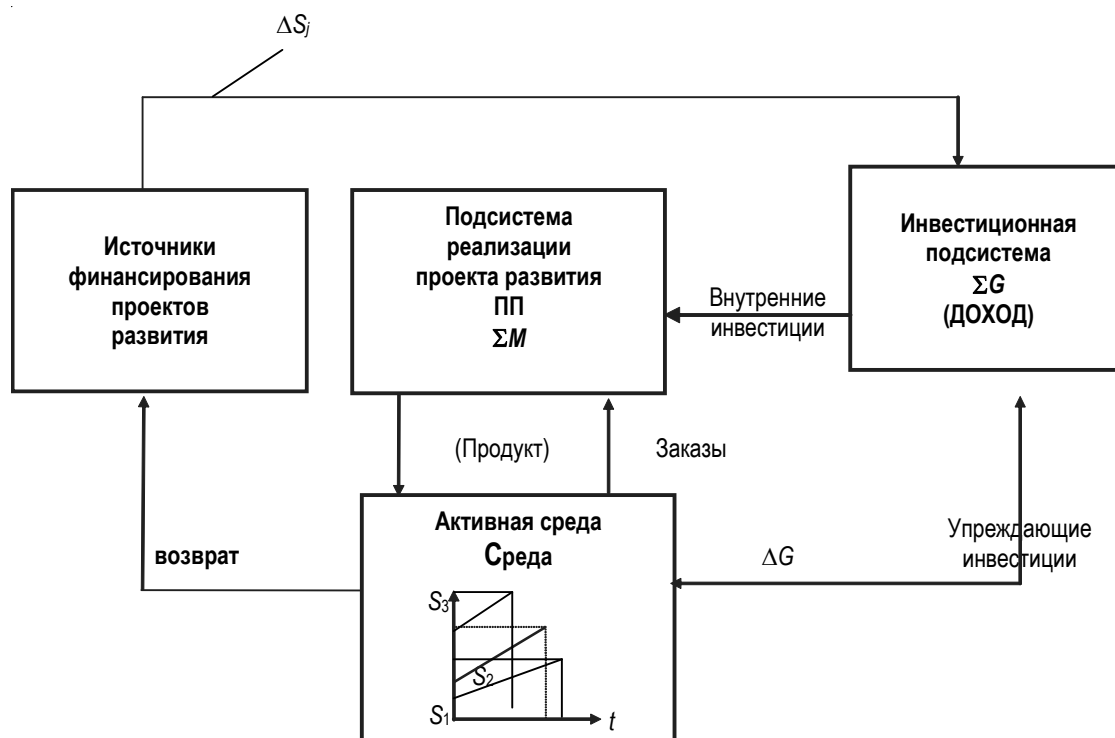 ΔSj
Источники
финансирования
проектов
развития
Подсистема
реализации
проекта развития
ПП
ΣM
Внутренние
инвестиции
Инвестиционная
подсистема
ΣG
(ДОХОД)
(Продукт)
Заказы
возврат
Активная среда
Среда
ΔG
Упреждающие
инвестиции
S3
S2
S1
t